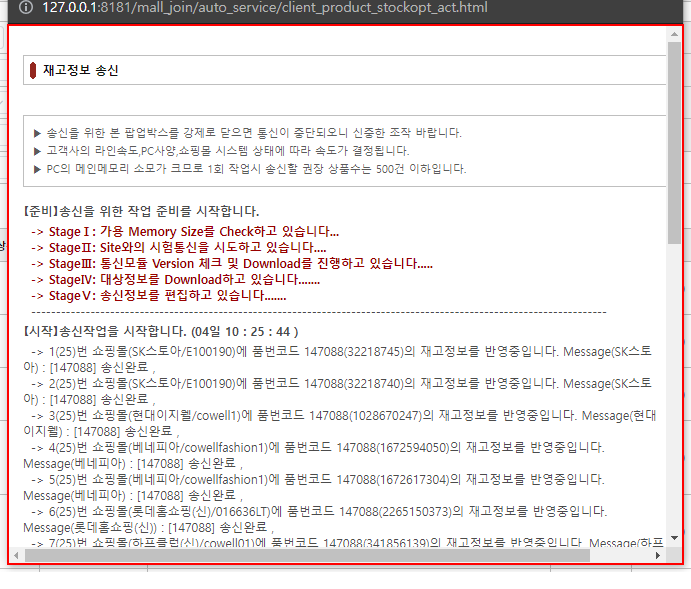 127.0.0.1:8181/mall_join/auto_service/client_product_stockopt_act.html
재고정보 송신
▶ 송신을 위한 본 팝업박스를 강제로 닫으면 통신이 중단되오니 신중한 조작 바랍니다.
▶ 고객사의 라인속도,PC사양,쇼핑몰 시스템 상태에 따라 속도가 결정됩니다.
▶ PC의 메인메모리 소모가 크므로 1회 작업시 송신할 권장 상품수는 500건 이하입니다.
[준비]송신을 위한 작업 준비를 시작합니다.
-> StageⅠ: 가용 Memory Size를 Check하고 있습니다...
-> StageⅡ: Site와의 시험통신을 시도하고 있습니다....
-> StageⅢ: 통신모듈 Version 체크 및 Download를 진행하고 있습니다.....
-> StageⅣ: 대상정보를 Download하고 있습니다.......
-> StageⅤ: 송신정보를 편집하고 있습니다.......
[시작]송신작업을 시작합니다. (04일 10 : 25 : 44 )
-> 1(25)번 쇼핑몰(SK스토아/E100190)에 품번코드 147088(32218745)의 재고정보를 반영중입니다. Message(SK스토
아) : [147088] 송신완료 ,
-> 2(25)번 쇼핑몰(SK스토아/E100190)에 품번코드 147088(32218740)의 재고정보를 반영중입니다. Message(SK스토
아) : [147088] 송신완료 ,
-> 3(25)번 쇼핑몰(현대이지웰/cowell1)에 품번코드 147088(1028670247)의 재고정보를 반영중입니다. Message(현대
이지웰) : [147088] 송신완료 ,
-> 4(25)번 쇼핑몰(베네피아/cowellfashion1)에 품번코드 147088(1672594050)의 재고정보를 반영중입니다.
Message(베네피아) : [147088] 송신완료 ,
-> 5(25)번 쇼핑몰(베네피아/cowellfashion1)에 품번코드 147088(1672617304)의 재고정보를 반영중입니다.
Message(베네피아) : [147088] 송신완료 ,
-> 6(25)번 쇼핑몰(롯데홈쇼핑(신)/016636LT)에 품번코드 147088(2265150373)의 재고정보를 반영중입니다.
Message(롯데홈쇼핑(신)) : [147088] 송신완료 ,
-> 7(25)번 쇼핑몰(하프클럽(신)/cowell01)에 품번코드 147088(341856139)의 재고정보를 반영중입니다. Message(하프